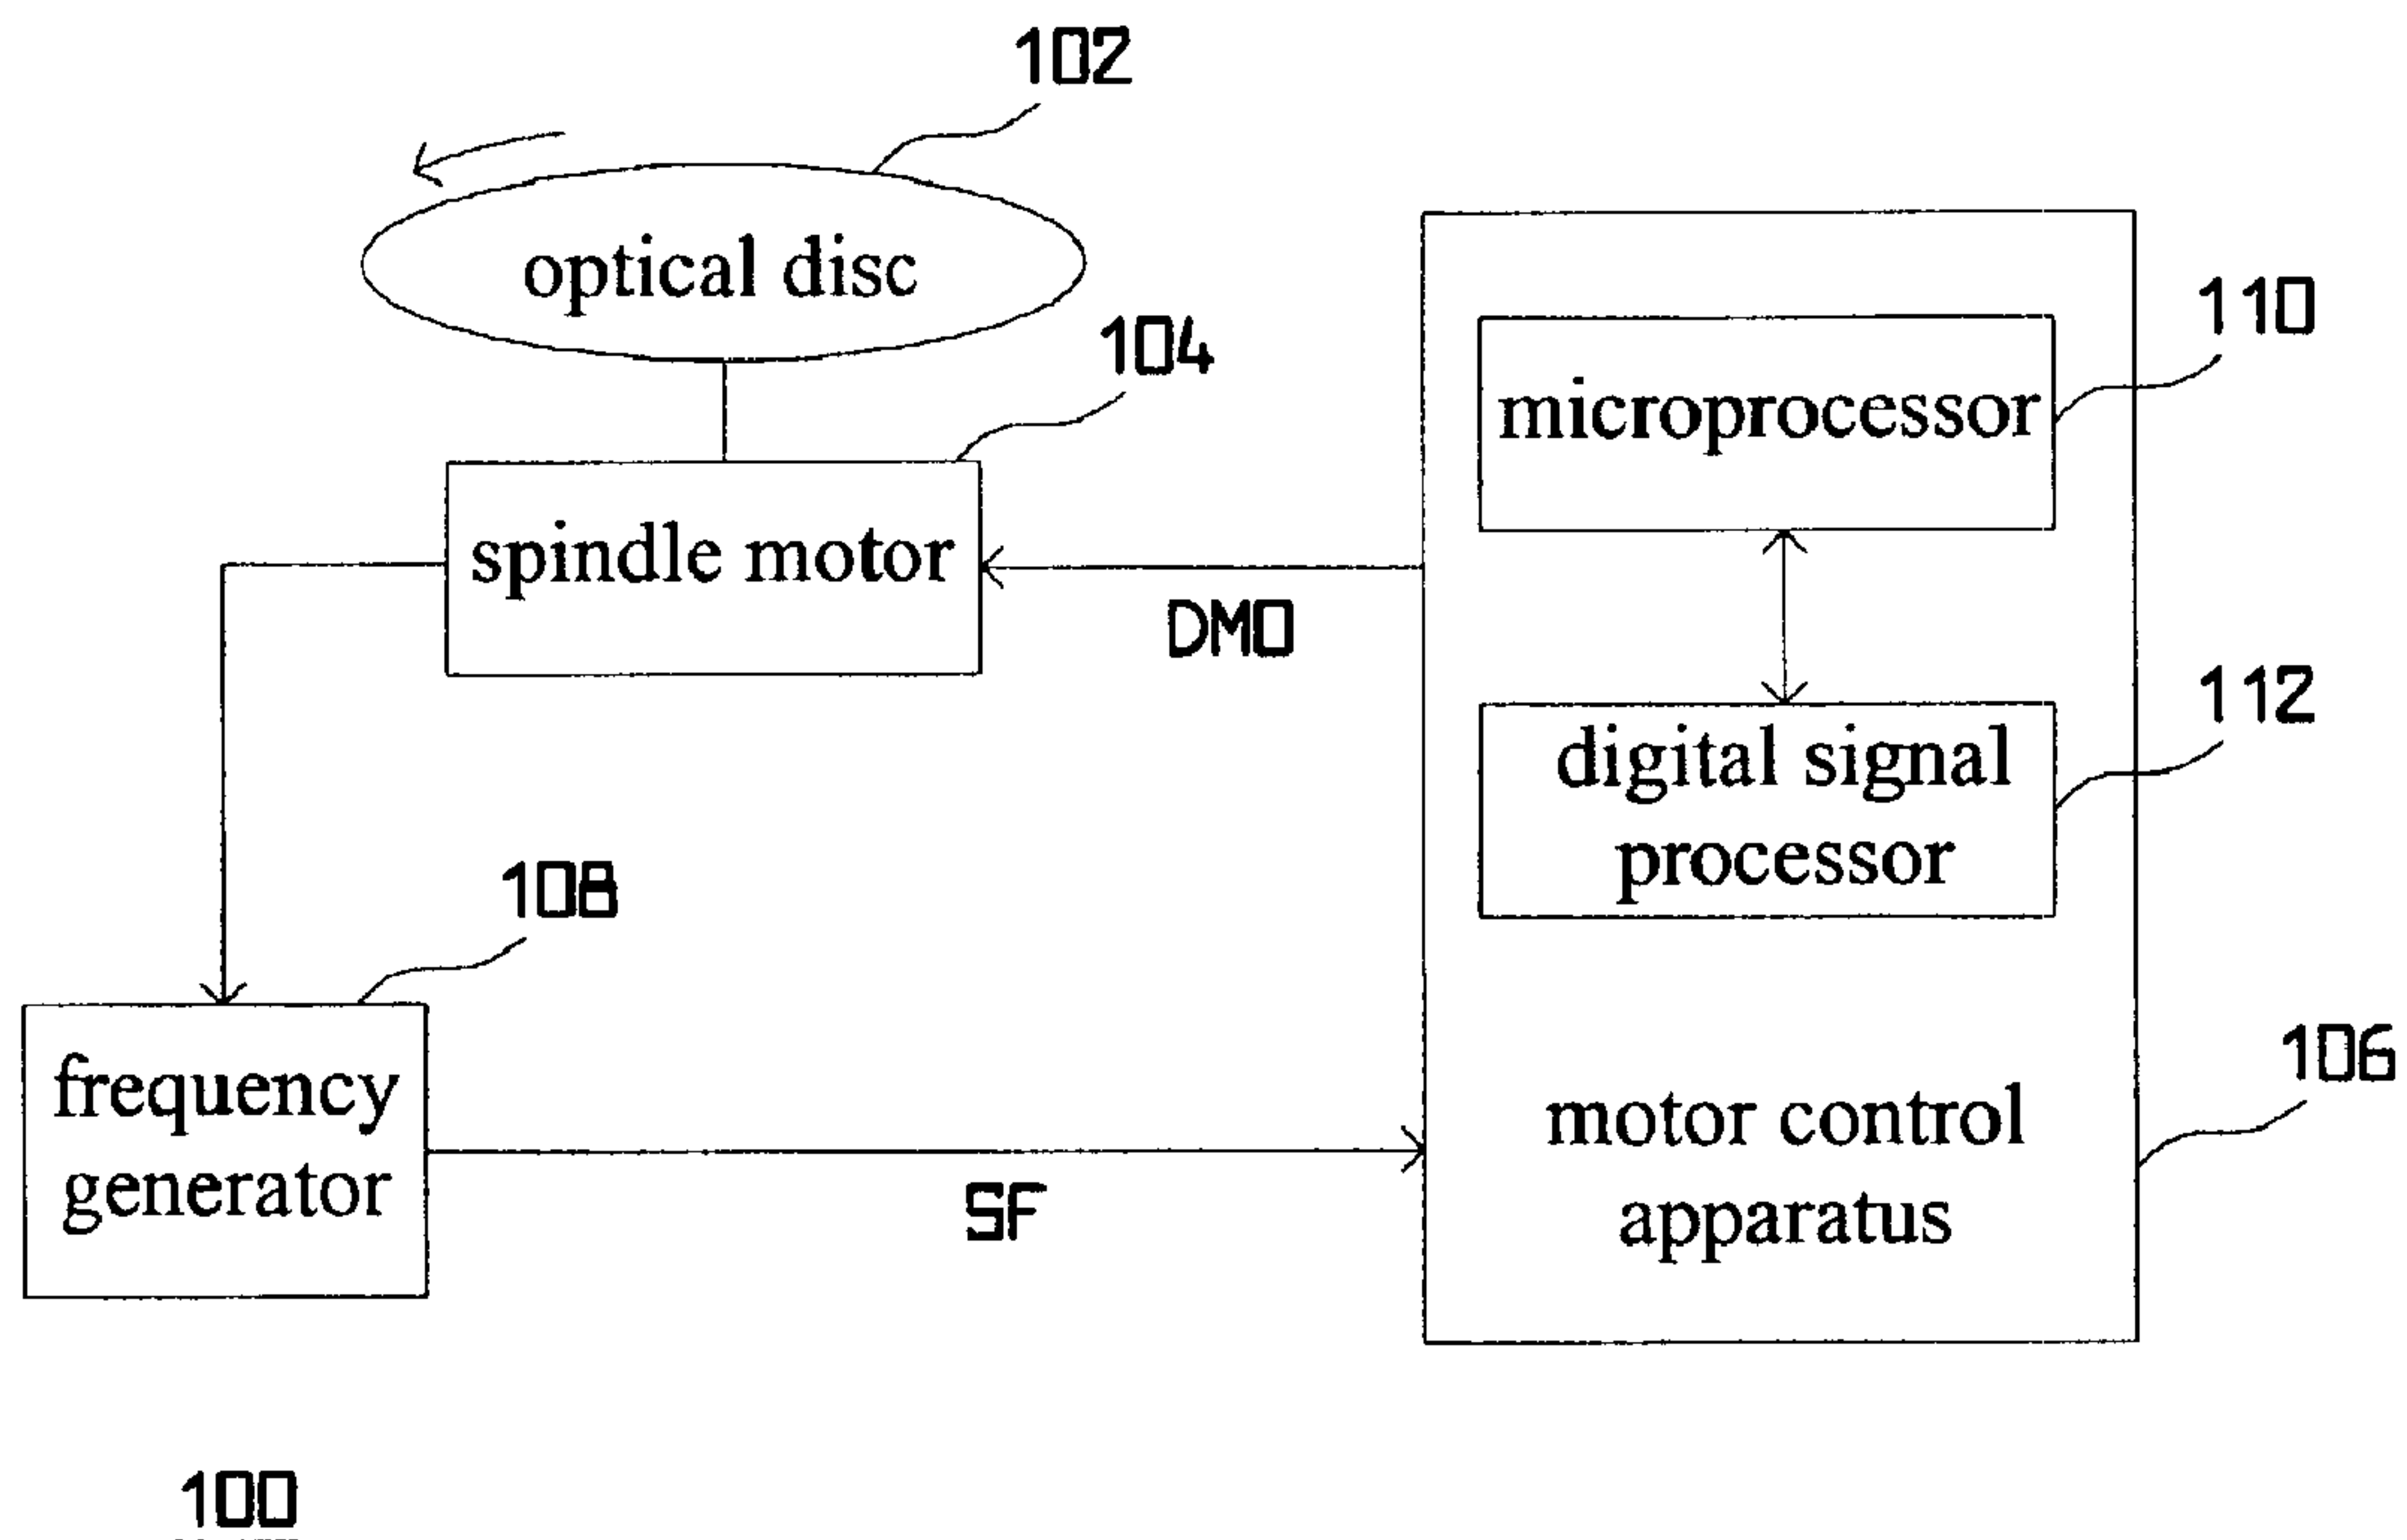 102
optical disc
104
spindle motor
DMO
110
microprocessor
112
digital signal
processor
108
frequency
generator
SF
106
motor control
apparatus
100